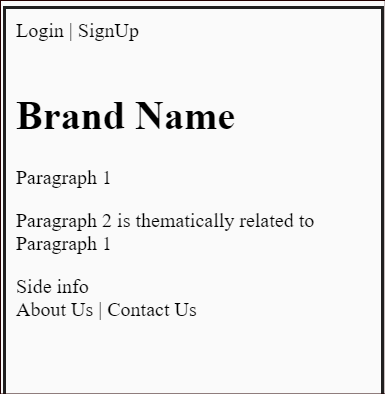 Login | SignUp
Brand Name
Paragraph 1
Paragraph 2 is thematically related to
Paragraph 1
Side info
About Us | Contact Us